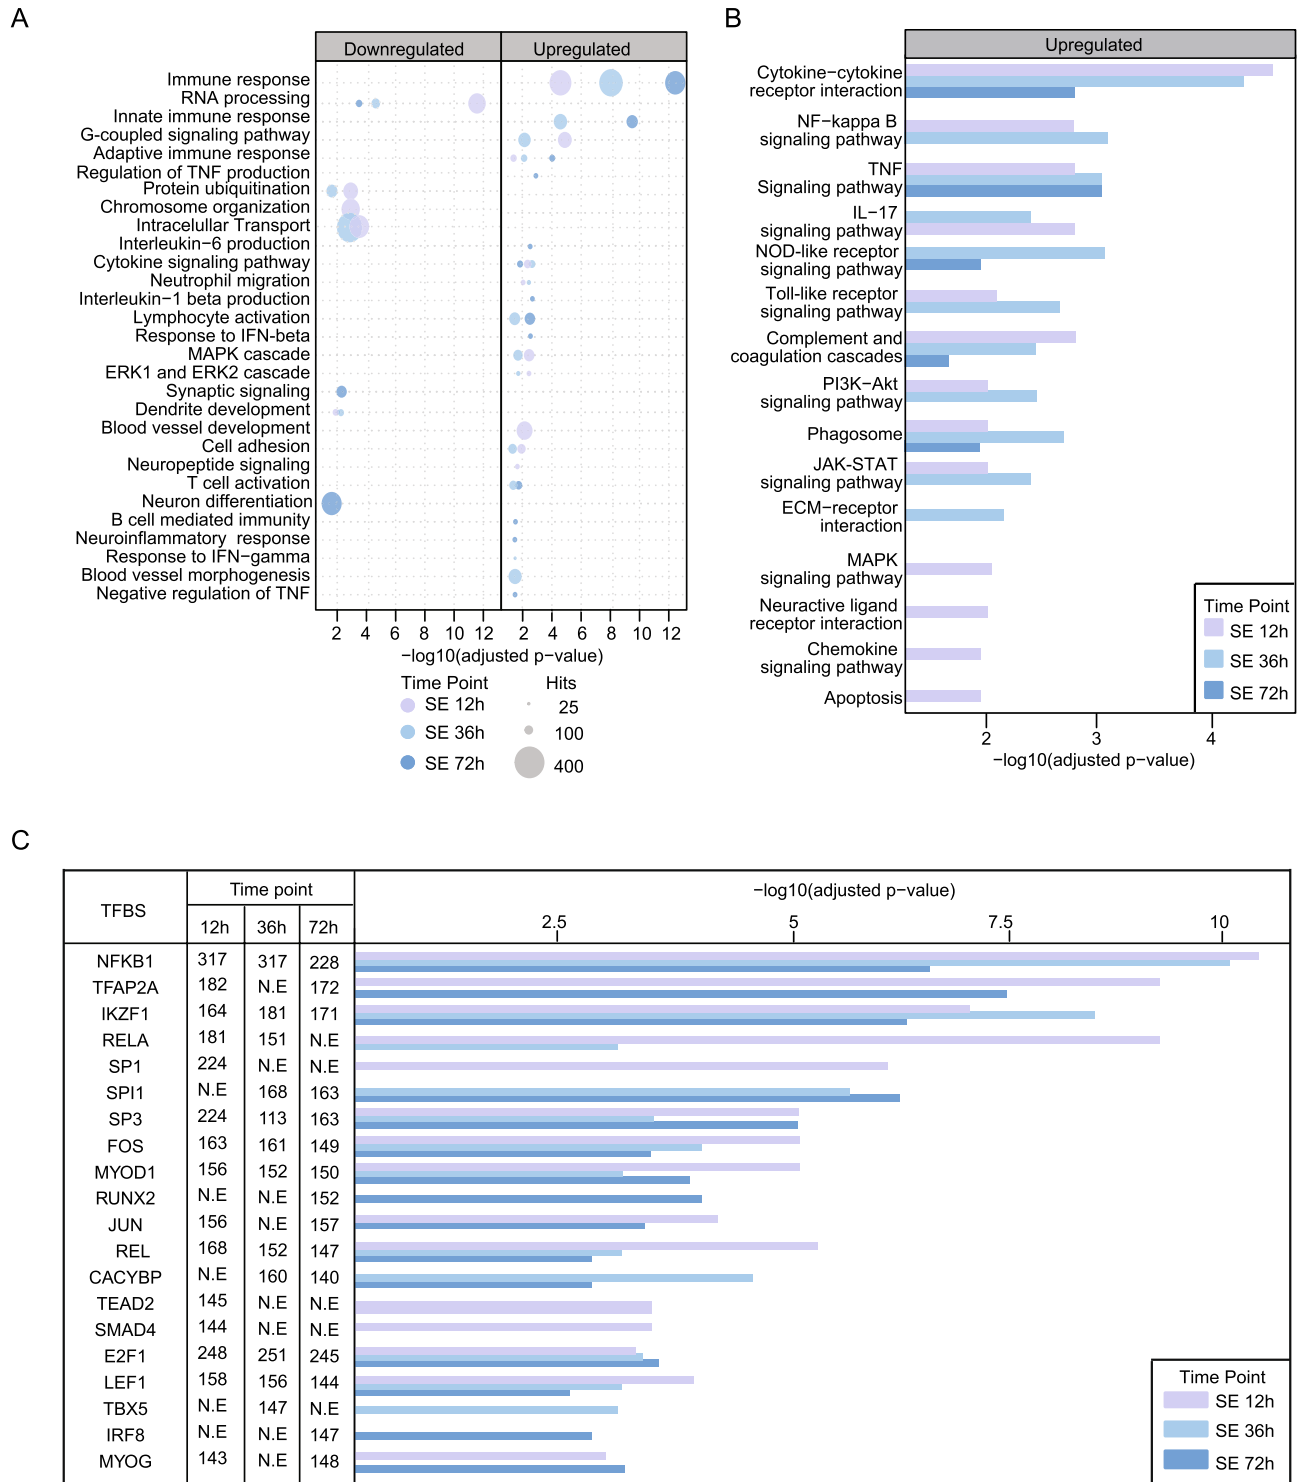 A
Downregulated Upregulated
Immune response
RNA processing
Innate immune response
G-coupled signaling pathway
Adaptive immune response
Regulation of TNF production
Protein ubiquitination
Chromosome organization
Intracelullar Transport
Interleukin−6 production
Cytokine signaling pathway
Neutrophil migration
Interleukin−1 beta production
Lymphocyte activation
Response to IFN-beta
MAPK cascade
ERK1 and ERK2 cascade
Synaptic signaling
Dendrite development
Blood vessel development
Cell adhesion
Neuropeptide signaling
T cell activation
Neuron differentiation
B cell mediated immunity
Neuroinflammatory response
Response to IFN−gamma
Blood vessel morphogenesis
Negative regulation of TNF
2 4 6 8 10 12 2 4 6 8 10 12
−log10(adjusted p−value)
Time Point Hits
SE 12h 25
SE 36h 100
SE 72h 400
B
Upregulated
Cytokine−cytokine
receptor interaction
NF−kappa B
signaling pathway
TNF
Signaling pathway
IL−17
signaling pathway
NOD-like receptor
signaling pathway
Toll-like receptor
signaling pathway
Complement and
coagulation cascades
PI3K−Akt
signaling pathway
Phagosome
JAK-STAT
signaling pathway
ECM−receptor
interaction
MAPK
signaling pathway
Neuractive ligand
receptor interaction
Chemokine
signaling pathway
Apoptosis
Time Point
SE 12h
SE 36h
SE 72h
2 3 4
−log10(adjusted p−value)
C
TFBS Time point −log10(adjusted p−value)
12h 36h 72h 2.5 5 7.5 10
NFKB1 317 317 228
TFAP2A 182 N.E 172
IKZF1 164 181 171
RELA 181 151 N.E
SP1 224 N.E N.E
SPI1 N.E 168 163
SP3 224 113 163
FOS 163 161 149
MYOD1 156 152 150
RUNX2 N.E N.E 152
JUN 156 N.E 157
REL 168 152 147
CACYBP N.E 160 140
TEAD2 145 N.E N.E
SMAD4 144 N.E N.E
E2F1 248 251 245
LEF1 158 156 144
TBX5 N.E 147 N.E
IRF8 N.E N.E 147
MYOG 143 N.E 148
Time Point
SE 12h
SE 36h
SE 72h